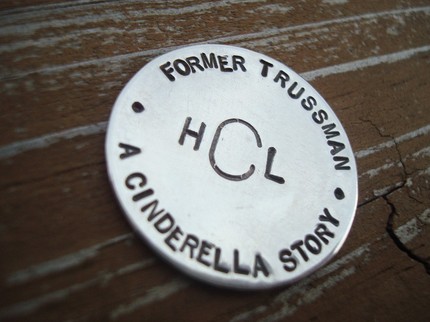 FORMER TRUSSMAN
HCL
A CINDERELLA STORY